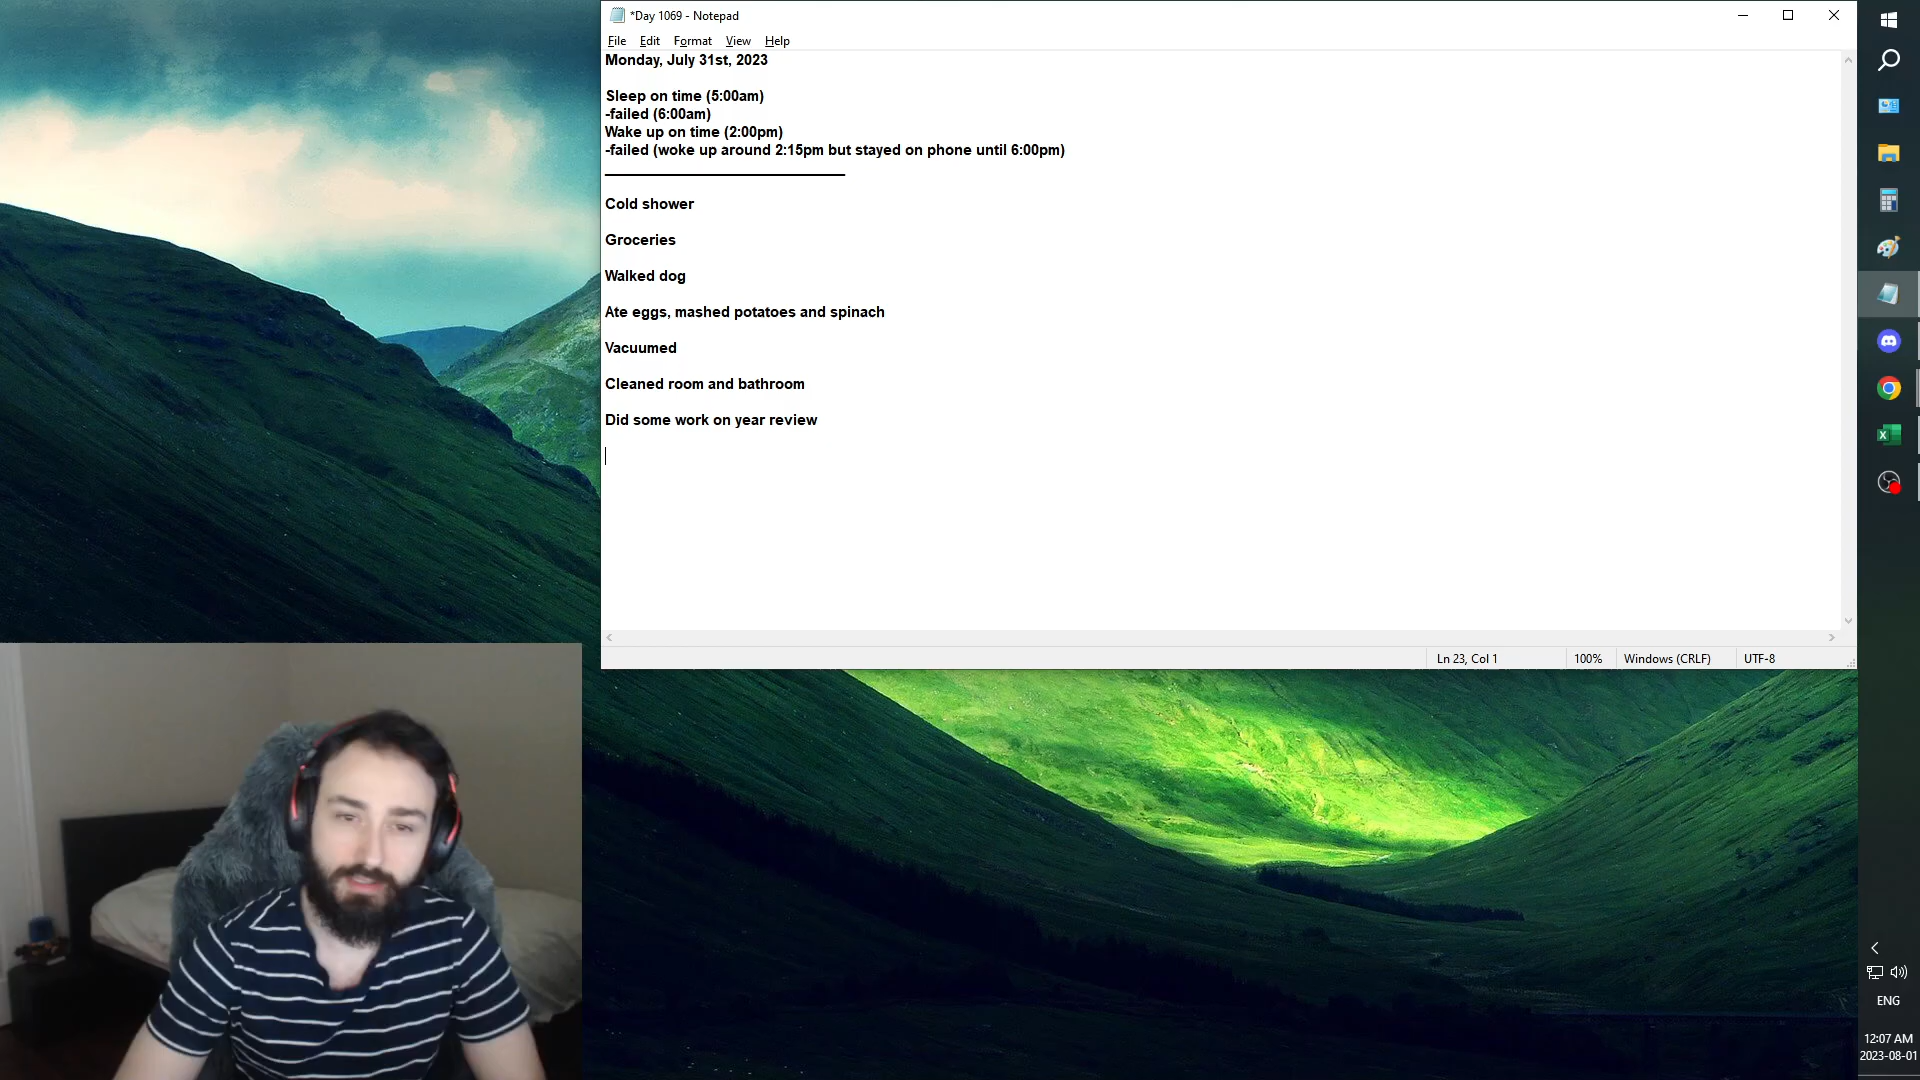 *Day 1069 - Notepad
File Edit Format View Help
Monday, July 31st, 2023
Sleep on time (5:00am)
-failed (6:00am)
Wake up on time (2:00pm)
-failed (woke up around 2:15pm but stayed on phone until 6:00pm)
Cold shower
Groceries
Walked dog
Ate eggs, mashed potatoes and spinach
Vacuumed
Cleaned room and bathroom
Did some work on year review
Ln 23, Col 1 100% Windows (CRLF) UTF-8
ENG
12:07 AM
2023-08-01